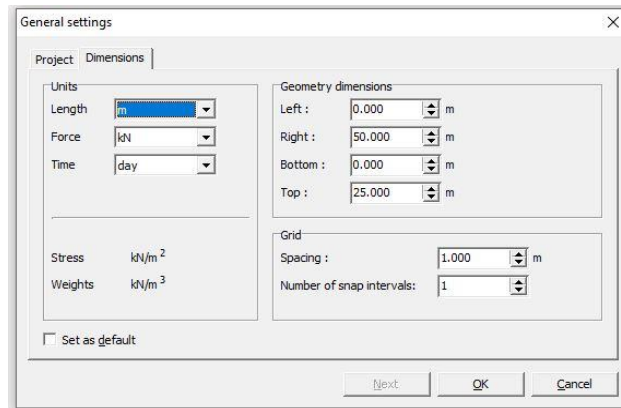 General settings
Project Dimensions
Units
Length m
Force kN
Time day
Stress kN/m 2
Weights kN/m 3
Geometry dimensions
Left : 0.000 m
Right : 50.000 m
Bottom : 0.000 m
Top : 25.000 m
Grid
Spacing : 1.000 m
Number of snap intervals: 1
Set as default
Next OK Cancel